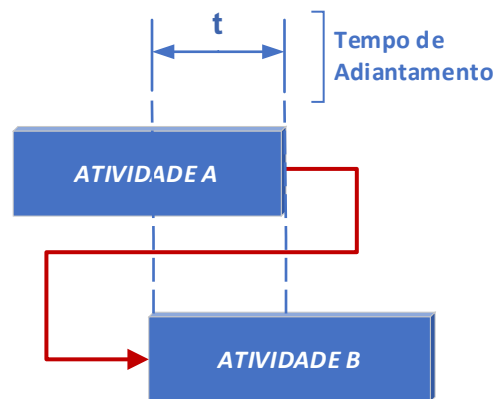 t
Tempo de
Adiantamento
ATIVIDADE A
ATIVIDADE B